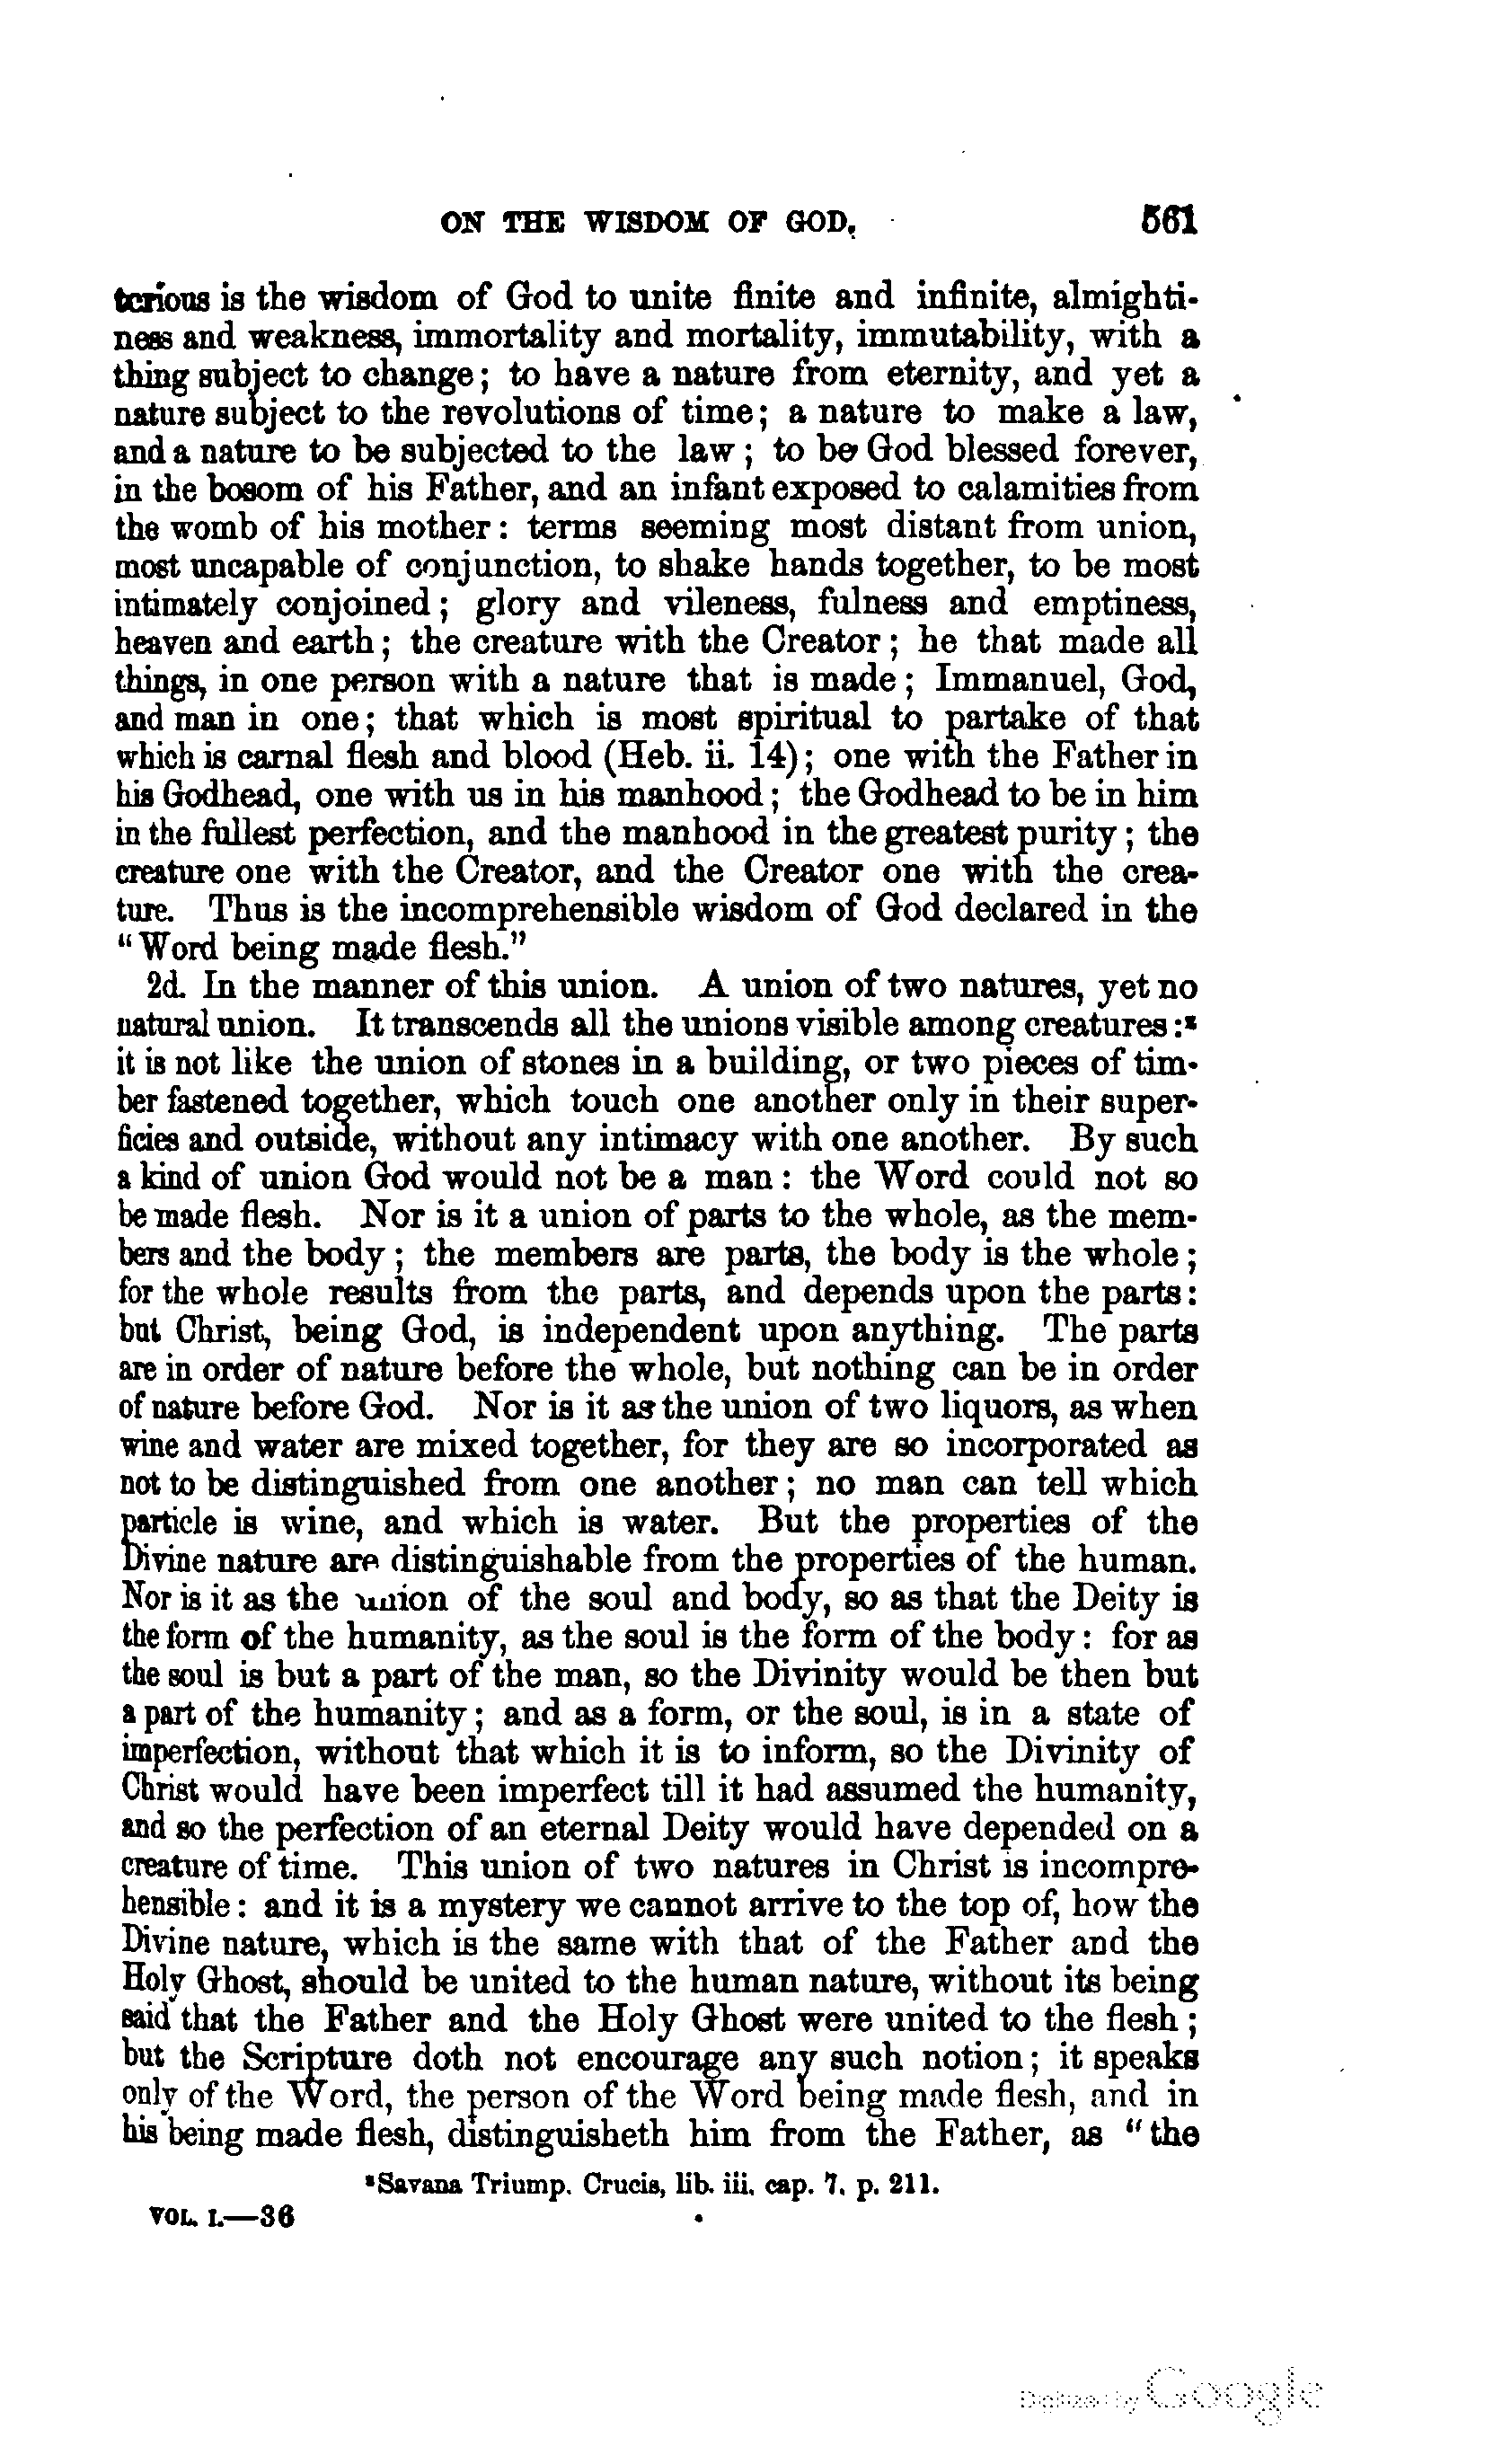 ON THE WISDOM OF GOD. 561
terious is the wisdom of God to unite finite and infinite, almighti-
ness and weakness, immortality and mortality, immutability, with a
thing subject to change; to have a nature from eternity, and yet a
nature subject to the revolutions of time; a nature to make a law,
and a nature to be subjected to the law; to be God blessed forever,
in the bosom of his Father, and an infant exposed to calamities from
the womb of his mother: terms seeming most distant from union,
most uncapable of conjunction, to shake hands together, to be most
intimately conjoined; glory and vileness, fulness and emptiness,
heaven and earth; the creature with the Creator; he that made all
things, in one person with a nature that is made; Immanuel, God,
and man in one; that which is most spiritual to partake of that
which is carnal flesh and blood (Heb. ii. 14); one with the Father in
his Godhead, one with us in his manhood; the Godhead to be in him
in the fullest perfection, and the manhood in the greatest purity; the
creature one with the Creator, and the Creator one with the crea-
ture. Thus is the incomprehensible wisdom of God declared in the
"Word being made flesh."
2d. In the manner of this union. A union of two natures, yet no
natural union. It transcends all the unions visible among creatures:ˢ
it is not like the union of stones in a building, or two pieces of tim-
ber fastened together, which touch one another only in their super-
ficies and outside, without any intimacy with one another. By such
a kind of union God would not be a man: the Word could not so
be made flesh. Nor is it a union of parts to the whole, as the mem-
bers and the body; the members are parts, the body is the whole;
for the whole results from the parts, and depends upon the parts:
but Christ, being God, is independent upon anything. The parts
are in order of nature before the whole, but nothing can be in order
of nature before God. Nor is it as the union of two liquors, as when
wine and water are mixed together, for they are so incorporated as
not to be distinguished from one another; no man can tell which
particle is wine, and which is water. But the properties of the
Divine nature are distinguishable from the properties of the human.
Nor is it as the union of the soul and body, so as that the Deity is
the form of the humanity, as the soul is the form of the body: for as
the soul is but a part of the man, so the Divinity would be then but
a part of the humanity; and as a form, or the soul, is in a state of
imperfection, without that which it is to inform, so the Divinity of
Christ would have been imperfect till it had assumed the humanity,
and so the perfection of an eternal Deity would have depended on a
creature of time. This union of two natures in Christ is incompre-
hensible: and it is a mystery we cannot arrive to the top of, how the
Divine nature, which is the same with that of the Father and the
Holy Ghost, should be united to the human nature, without its being
said that the Father and the Holy Ghost were united to the flesh;
but the Scripture doth not encourage any such notion; it speaks
only of the Word, the person of the Word being made flesh, and in
his being made flesh, distinguisheth him from the Father, as "the
ˢ Savana Triump. Crucis, lib. iii. cap. 7. p. 211.
VOL. I.—36
Digitized by Google